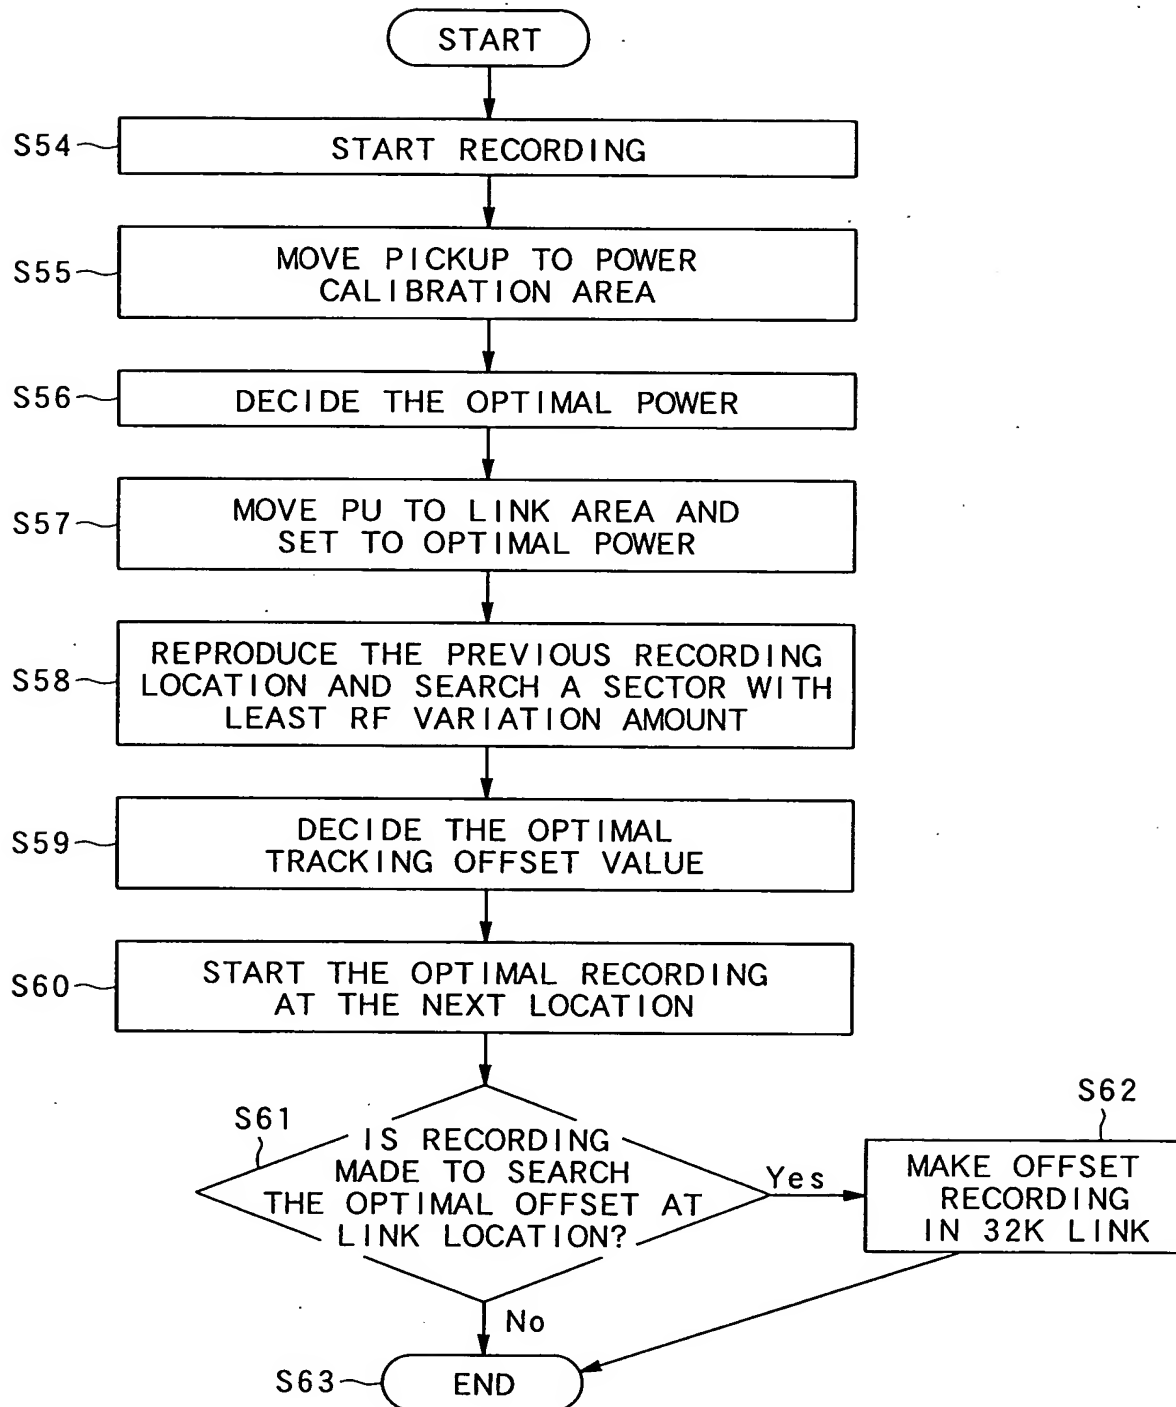 START
S54
START RECORDING
S55
MOVE PICKUP TO POWER
CALIBRATION AREA
S56
DECIDE THE OPTIMAL POWER
S57
MOVE PU TO LINK AREA AND
SET TO OPTIMAL POWER
S58
REPRODUCE THE PREVIOUS RECORDING
LOCATION AND SEARCH A SECTOR WITH
LEAST RF VARIATION AMOUNT
S59
DECIDE THE OPTIMAL
TRACKING OFFSET VALUE
S60
START THE OPTIMAL RECORDING
AT THE NEXT LOCATION
S61
IS RECORDING
MADE TO SEARCH
THE OPTIMAL OFFSET AT
LINK LOCATION?
Yes
S62
MAKE OFFSET
RECORDING
IN 32K LINK
No
S63
END